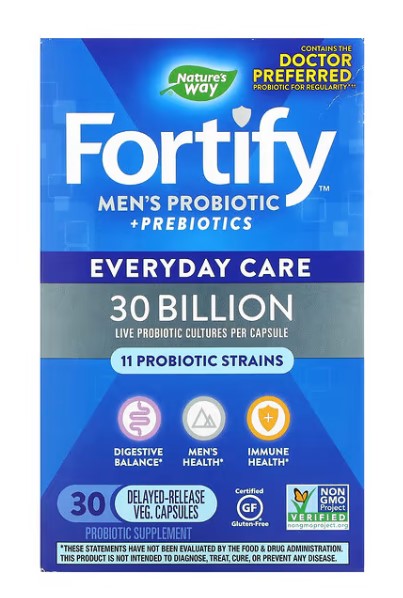 CONTAINS THE
DOCTOR
PREFERRED
PROBIOTIC FOR REGULARITY
Nature's
Way
Fortify™
MEN'S PROBIOTIC
+PREBIOTICS
EVERYDAY CARE
30 BILLION
LIVE PROBIOTIC CULTURES PER CAPSULE
11 PROBIOTIC STRAINS
DIGESTIVE
BALANCE*
MEN'S
HEALTH*
IMMUNE
HEALTH*
30 DELAYED-RELEASE
VEG. CAPSULES
PROBIOTIC SUPPLEMENT
Certified
GF
Gluten-Free
NON
GMO
Project
VERIFIED
nongmoproject.org
*THESE STATEMENTS HAVE NOT BEEN EVALUATED BY THE FOOD & DRUG ADMINISTRATION.
THIS PRODUCT IS NOT INTENDED TO DIAGNOSE, TREAT, CURE, OR PREVENT ANY DISEASE.